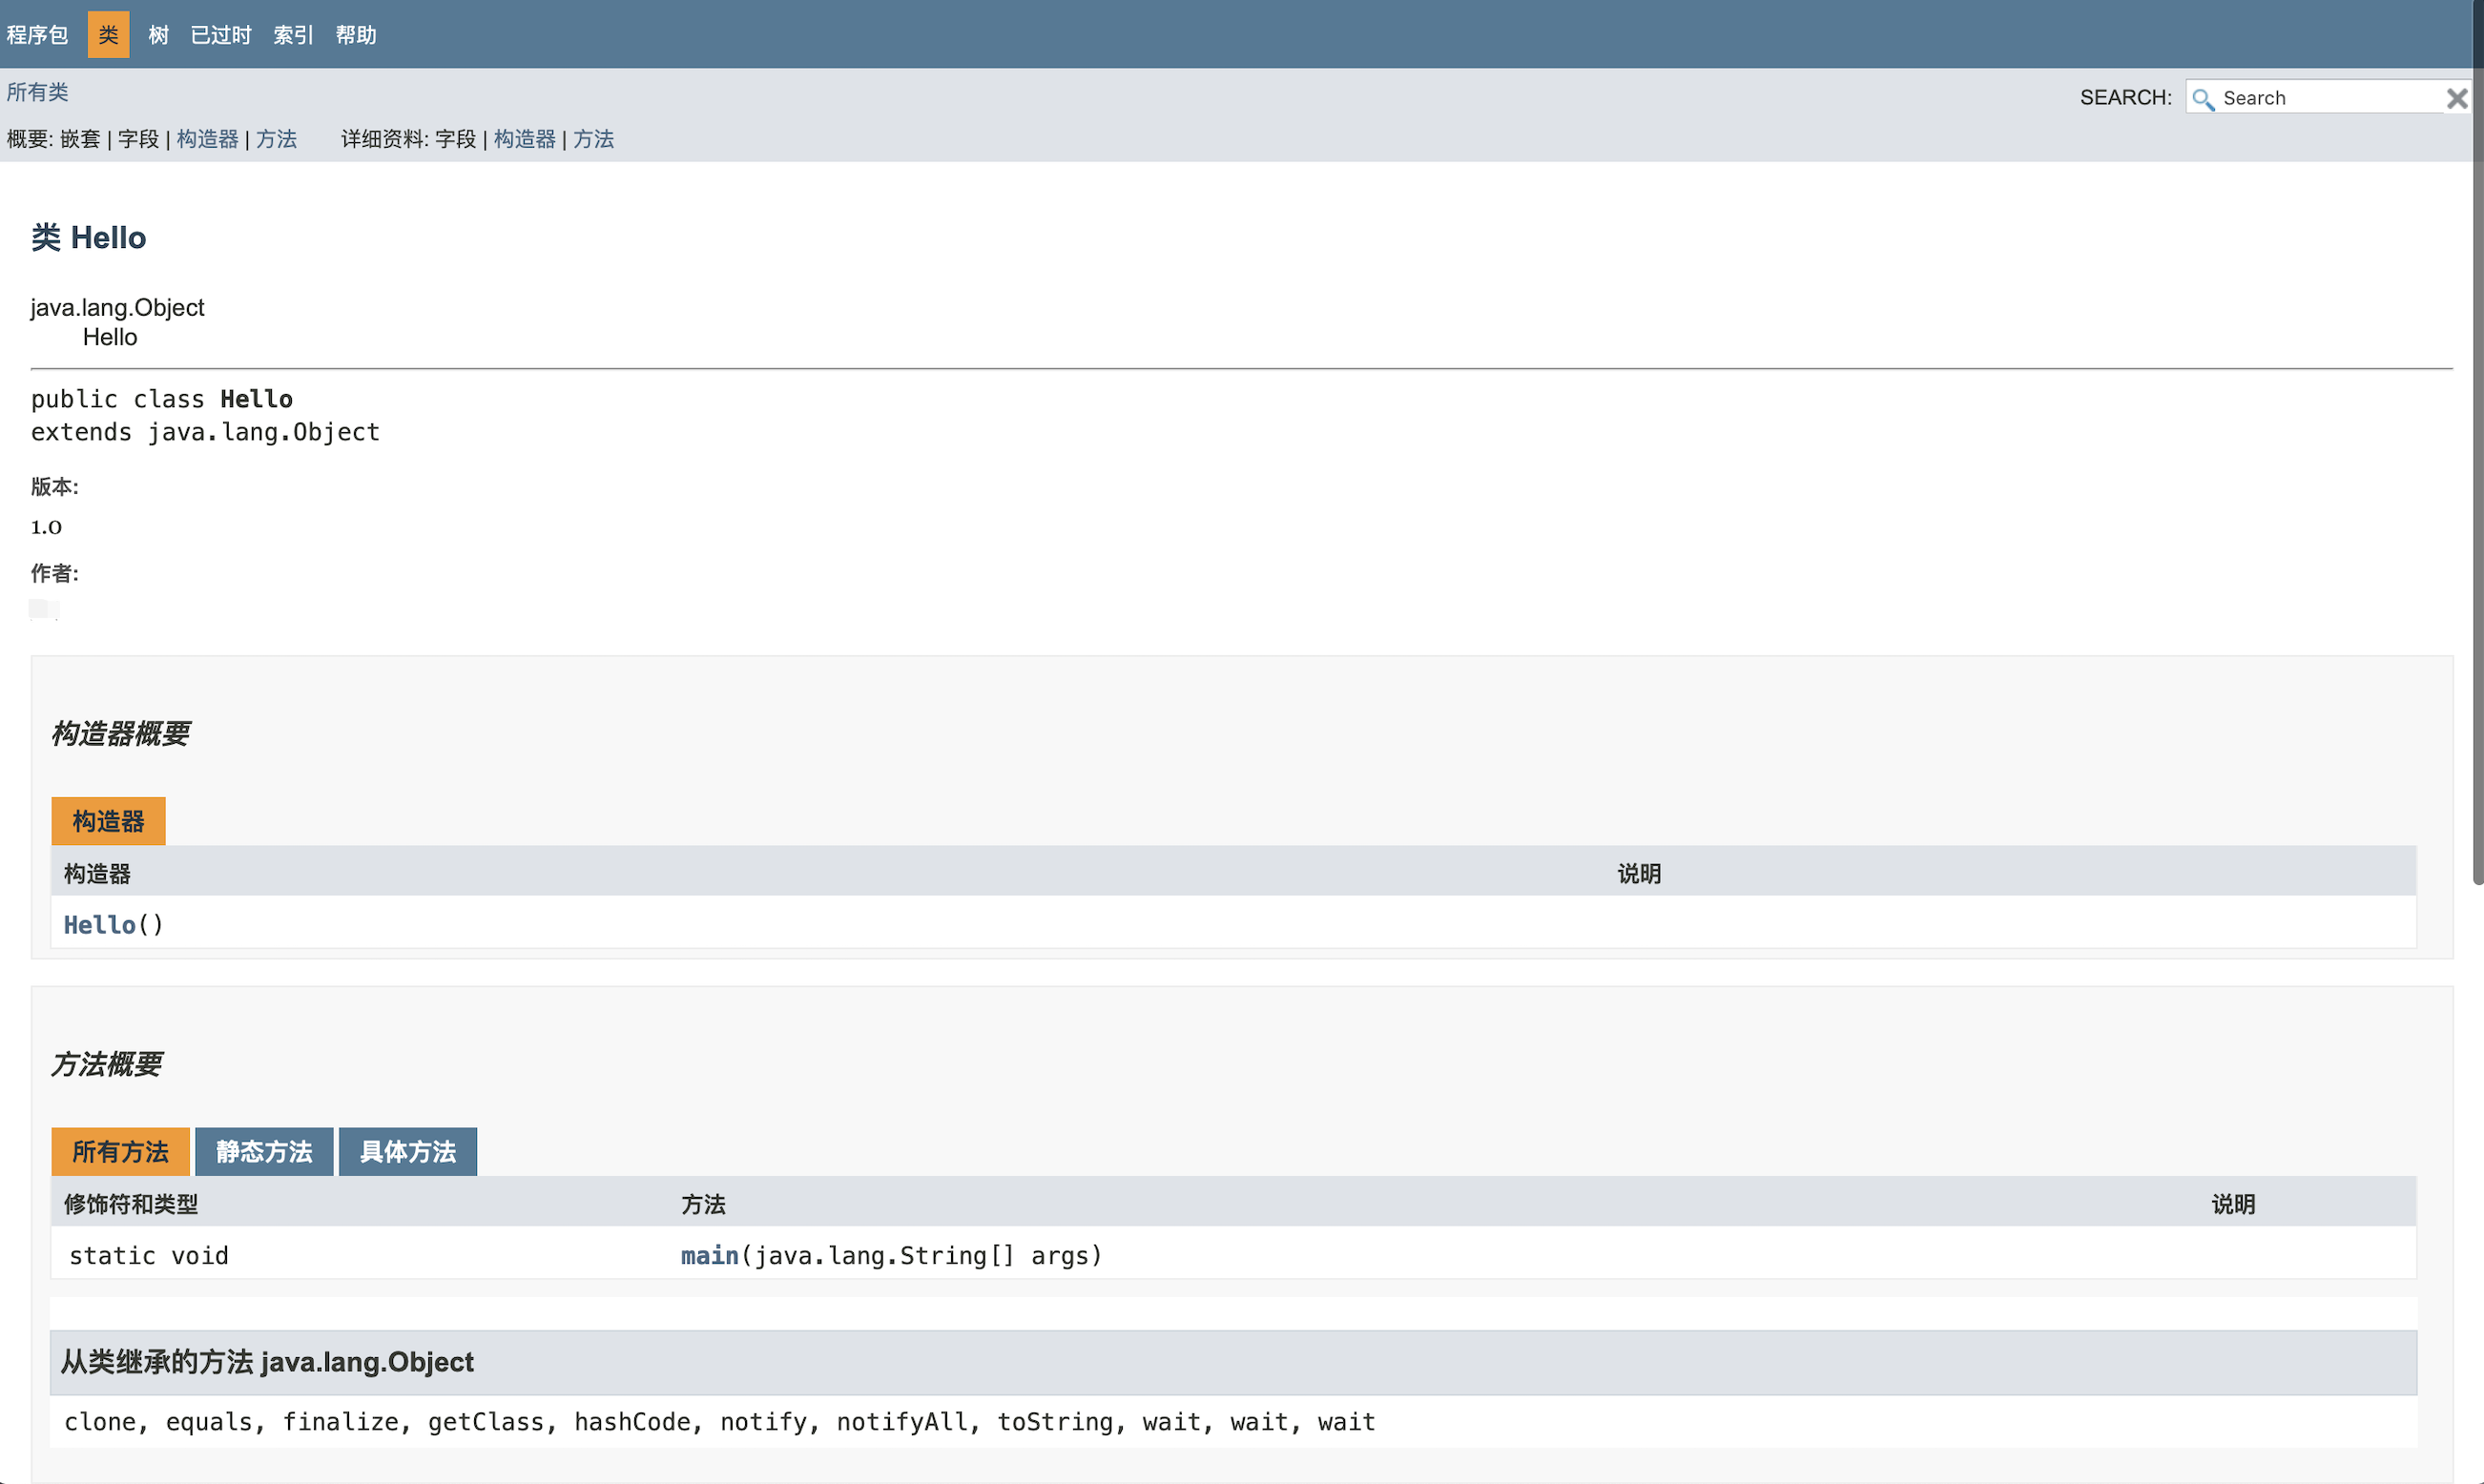 程序包 类 树 已过时 索引 帮助
所有类
SEARCH: Search
概要: 嵌套 | 字段 | 构造器 | 方法 详细资料: 字段 | 构造器 | 方法
类 Hello
java.lang.Object
Hello
public class Hello
extends java.lang.Object
版本:
1.0
作者:
构造器概要
构造器
构造器 说明
Hello()
方法概要
所有方法 静态方法 具体方法
修饰符和类型 方法 说明
static void main(java.lang.String[] args)
从类继承的方法 java.lang.Object
clone, equals, finalize, getClass, hashCode, notify, notifyAll, toString, wait, wait, wait